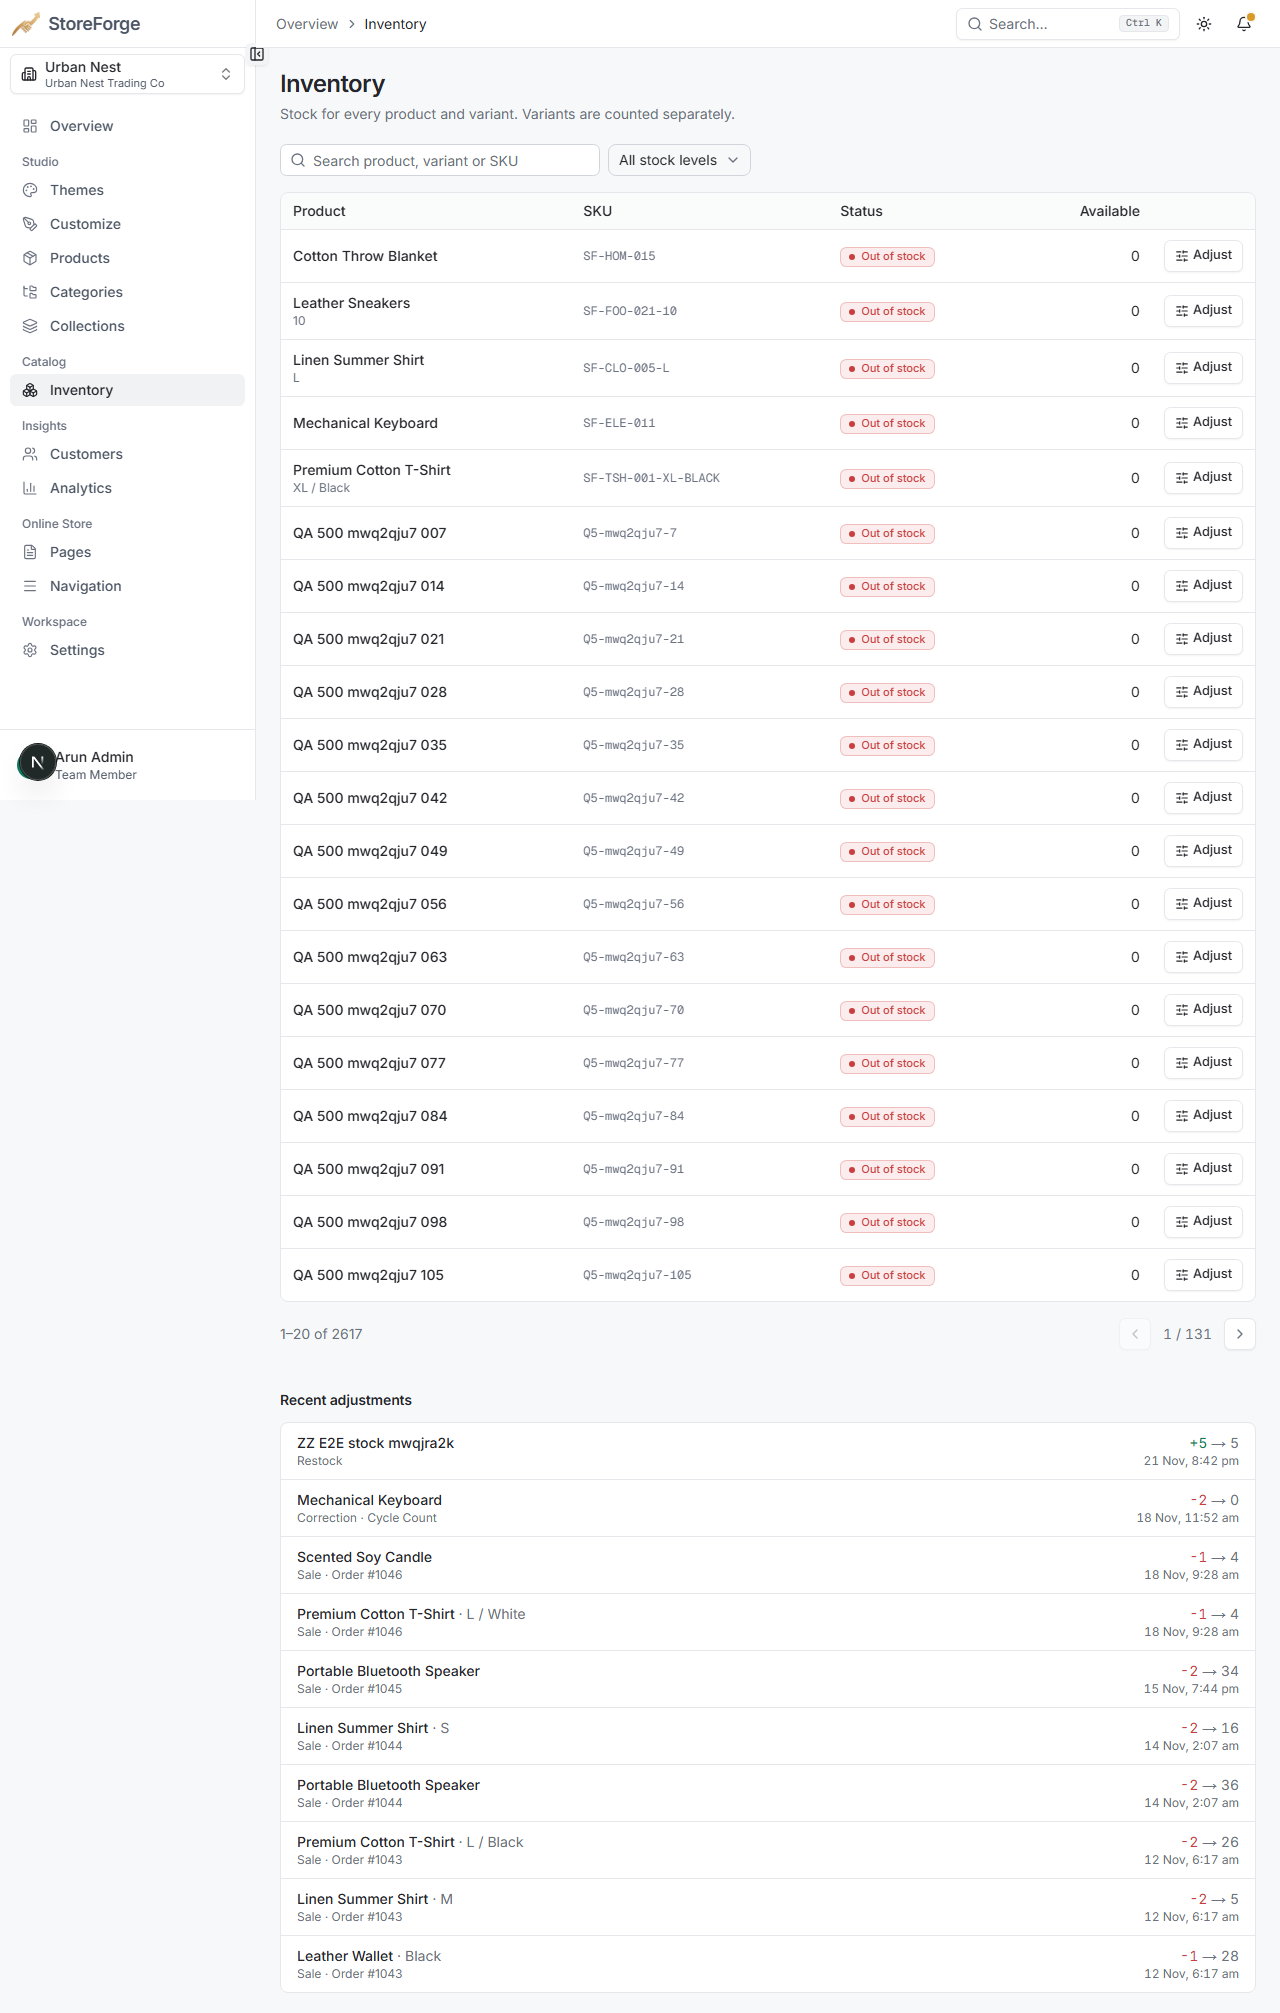 StoreForge
Overview > Inventory
Search... Ctrl K
Urban Nest
Urban Nest Trading Co
Overview
Studio
Themes
Customize
Products
Categories
Collections
Catalog
Inventory
Insights
Customers
Analytics
Online Store
Pages
Navigation
Workspace
Settings
N
Arun Admin
Team Member
Inventory
Stock for every product and variant. Variants are counted separately.
Search product, variant or SKU
All stock levels
Product SKU Status Available
Cotton Throw Blanket SF-HOM-015 Out of stock 0 Adjust
Leather Sneakers
10
SF-FOO-021-10 Out of stock 0 Adjust
Linen Summer Shirt
L
SF-CLO-005-L Out of stock 0 Adjust
Mechanical Keyboard SF-ELE-011 Out of stock 0 Adjust
Premium Cotton T-Shirt
XL / Black
SF-TSH-001-XL-BLACK Out of stock 0 Adjust
QA 500 mwq2qju7 007 Q5-mwq2qju7-7 Out of stock 0 Adjust
QA 500 mwq2qju7 014 Q5-mwq2qju7-14 Out of stock 0 Adjust
QA 500 mwq2qju7 021 Q5-mwq2qju7-21 Out of stock 0 Adjust
QA 500 mwq2qju7 028 Q5-mwq2qju7-28 Out of stock 0 Adjust
QA 500 mwq2qju7 035 Q5-mwq2qju7-35 Out of stock 0 Adjust
QA 500 mwq2qju7 042 Q5-mwq2qju7-42 Out of stock 0 Adjust
QA 500 mwq2qju7 049 Q5-mwq2qju7-49 Out of stock 0 Adjust
QA 500 mwq2qju7 056 Q5-mwq2qju7-56 Out of stock 0 Adjust
QA 500 mwq2qju7 063 Q5-mwq2qju7-63 Out of stock 0 Adjust
QA 500 mwq2qju7 070 Q5-mwq2qju7-70 Out of stock 0 Adjust
QA 500 mwq2qju7 077 Q5-mwq2qju7-77 Out of stock 0 Adjust
QA 500 mwq2qju7 084 Q5-mwq2qju7-84 Out of stock 0 Adjust
QA 500 mwq2qju7 091 Q5-mwq2qju7-91 Out of stock 0 Adjust
QA 500 mwq2qju7 098 Q5-mwq2qju7-98 Out of stock 0 Adjust
QA 500 mwq2qju7 105 Q5-mwq2qju7-105 Out of stock 0 Adjust
1–20 of 2617
1 / 131
Recent adjustments
ZZ E2E stock mwqjra2k +5 → 5
Restock 21 Nov, 8:42 pm
Mechanical Keyboard -2 → 0
Correction · Cycle Count 18 Nov, 11:52 am
Scented Soy Candle -1 → 4
Sale · Order #1046 18 Nov, 9:28 am
Premium Cotton T-Shirt · L / White -1 → 4
Sale · Order #1046 18 Nov, 9:28 am
Portable Bluetooth Speaker -2 → 34
Sale · Order #1045 15 Nov, 7:44 pm
Linen Summer Shirt · S -2 → 16
Sale · Order #1044 14 Nov, 2:07 am
Portable Bluetooth Speaker -2 → 36
Sale · Order #1044 14 Nov, 2:07 am
Premium Cotton T-Shirt · L / Black -2 → 26
Sale · Order #1043 12 Nov, 6:17 am
Linen Summer Shirt · M -2 → 5
Sale · Order #1043 12 Nov, 6:17 am
Leather Wallet · Black -1 → 28
Sale · Order #1043 12 Nov, 6:17 am